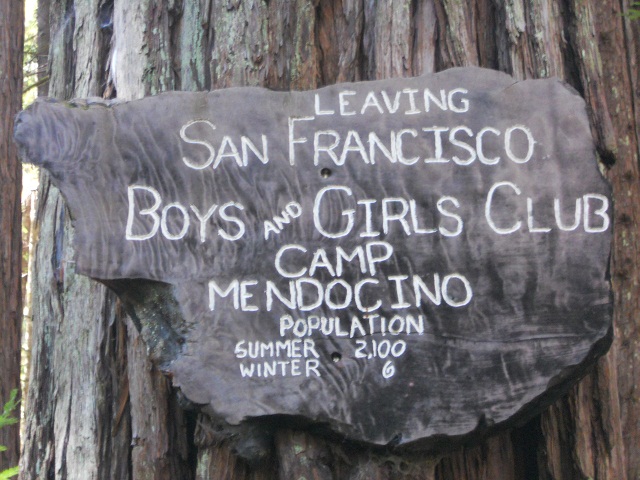 LEAVING
SAN FRANCISCO
BOYS AND GIRLS CLUB
CAMP
MENDOCINO
POPULATION
SUMMER 2,100
WINTER 6